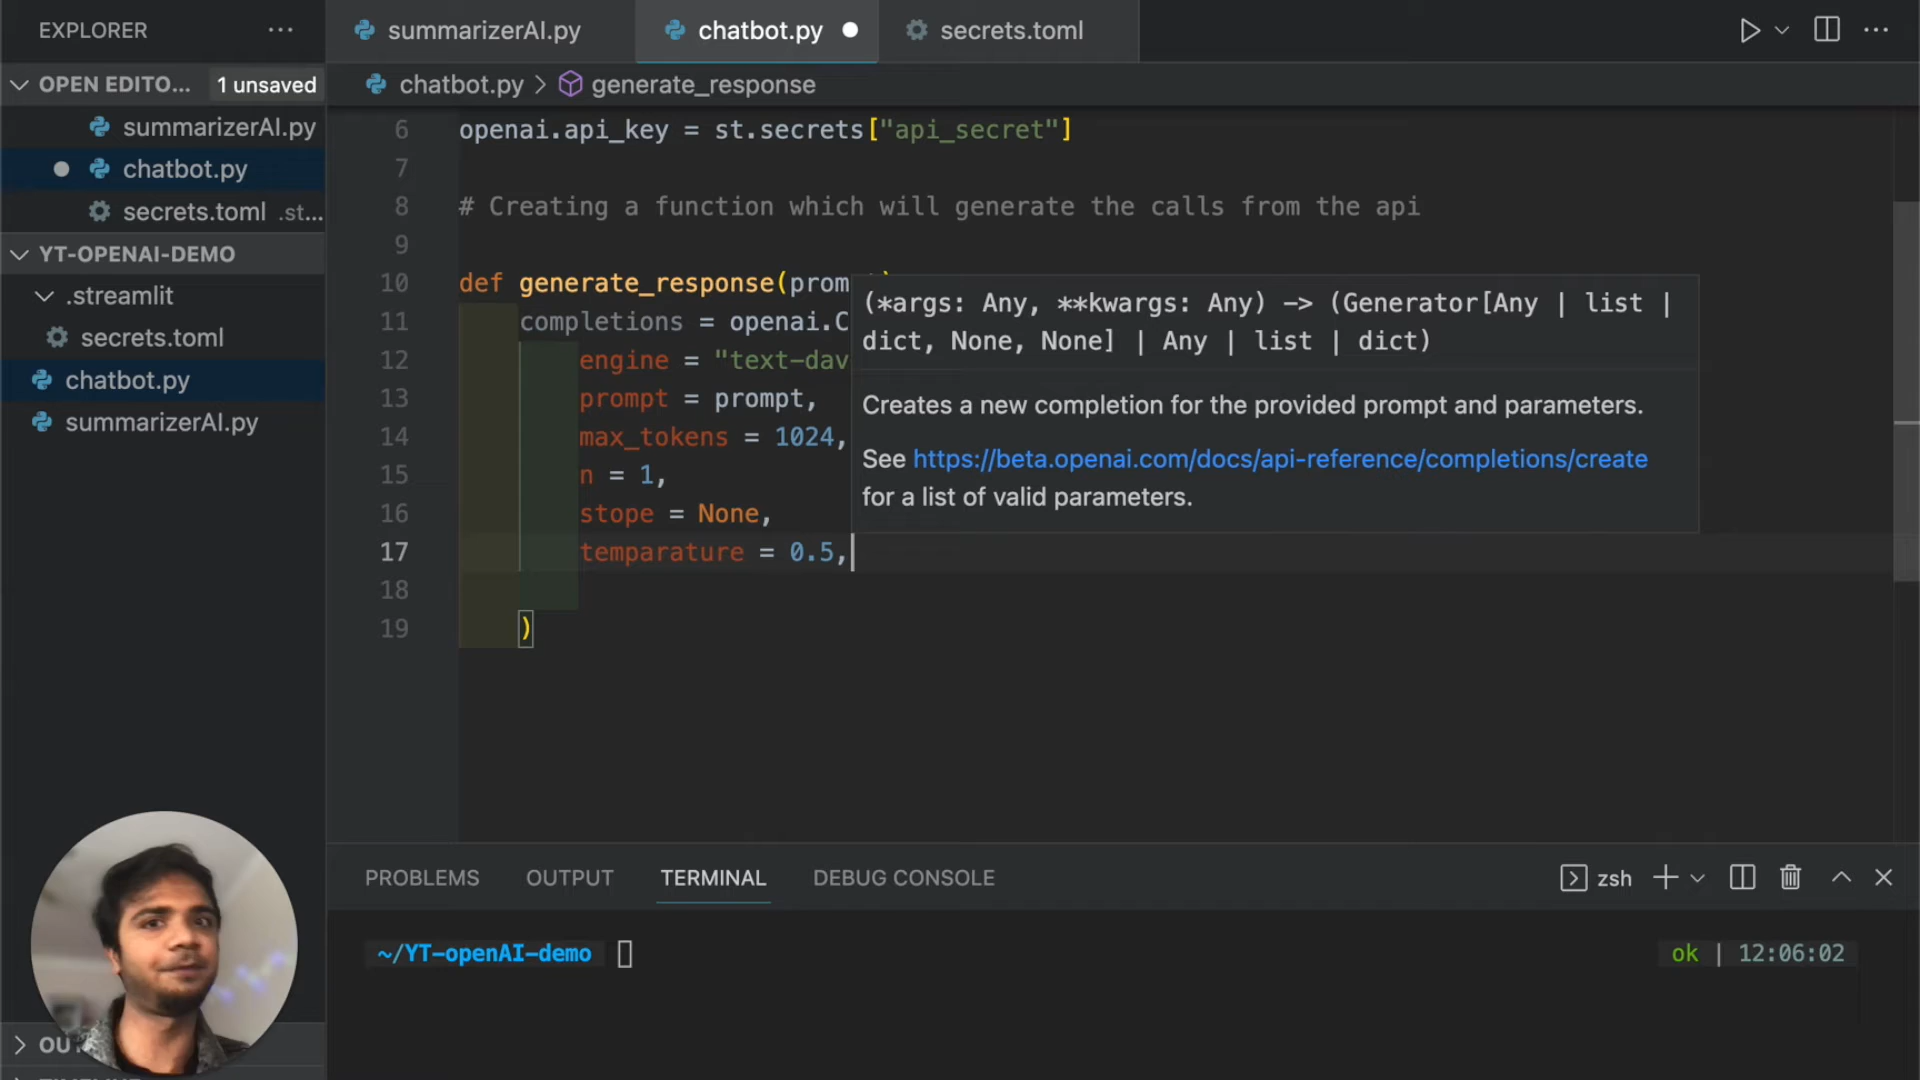 EXPLORER
summarizerAI.py
chatbot.py
secrets.toml
OPEN EDITO...
1 unsaved
summarizerAI.py
chatbot.py
secrets.toml .st...
YT-OPENAI-DEMO
.streamlit
secrets.toml
chatbot.py
summarizerAI.py
chatbot.py > generate_response
6 openai.api_key = st.secrets["api_secret"]
7
8 # Creating a function which will generate the calls from the api
9
10 def generate_response(prom
11 completions = openai.C
12 engine = "text-dav
13 prompt = prompt,
14 max_tokens = 1024,
15 n = 1,
16 stope = None,
17 temparature = 0.5,
18
19 )
(*args: Any, **kwargs: Any) -> (Generator[Any | list |
dict, None, None] | Any | list | dict)
Creates a new completion for the provided prompt and parameters.
See https://beta.openai.com/docs/api-reference/completions/create
for a list of valid parameters.
PROBLEMS OUTPUT TERMINAL DEBUG CONSOLE
zsh
~/YT-openAI-demo
ok | 12:06:02
OUT